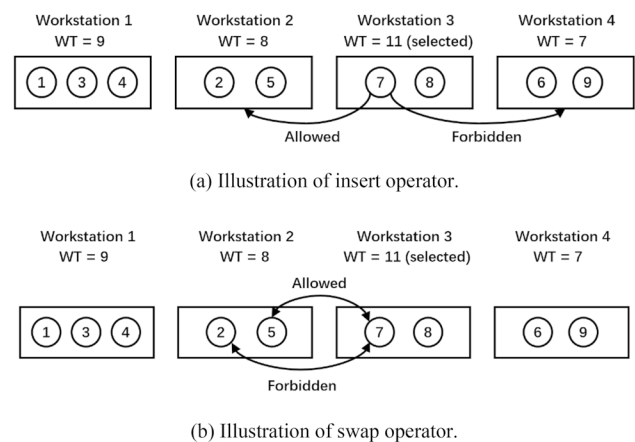 Workstation 1 Workstation 2 Workstation 3 Workstation 4
WT = 9 WT = 8 WT = 11 (selected) WT = 7
1 3 4 2 5 7 8 6 9
Allowed Forbidden
(a) Illustration of insert operator.
Workstation 1 Workstation 2 Workstation 3 Workstation 4
WT = 9 WT = 8 WT = 11 (selected) WT = 7
Allowed
1 3 4 2 5 7 8 6 9
Forbidden
(b) Illustration of swap operator.